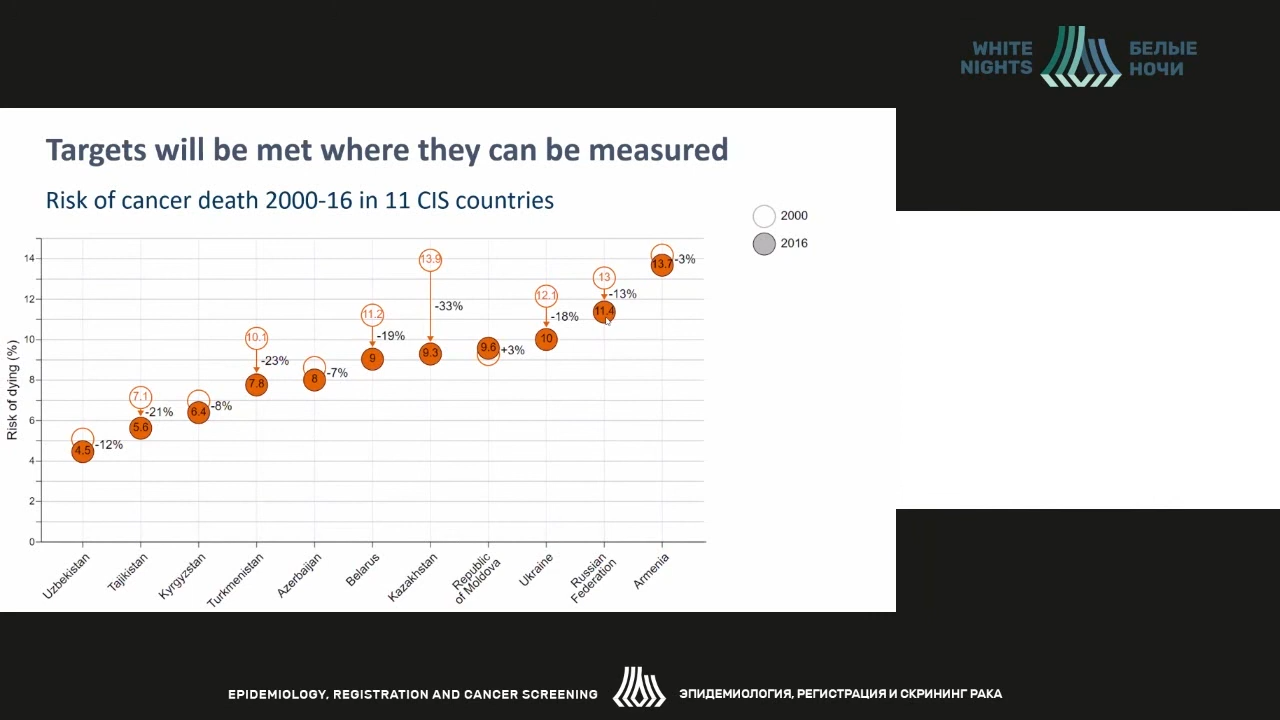 WHITE NIGHTS
БЕЛЫЕ НОЧИ
Targets will be met where they can be measured
Risk of cancer death 2000-16 in 11 CIS countries
2000
2016
Risk of dying (%)
14
12
10
8
6
4
2
0
4.5
-12%
7.1
5.6
-21%
6.4
-8%
10.1
7.8
-23%
8
-7%
11.2
9
-19%
13.9
9.3
-33%
9.6
+3%
12.1
10
-18%
13
11.4
-13%
13.7
-3%
Uzbekistan
Tajikistan
Kyrgyzstan
Turkmenistan
Azerbaijan
Belarus
Kazakhstan
Republic
of Moldova
Ukraine
Russian
Federation
Armenia
EPIDEMIOLOGY, REGISTRATION AND CANCER SCREENING
ЭПИДЕМИОЛОГИЯ, РЕГИСТРАЦИЯ И СКРИНИНГ РАКА